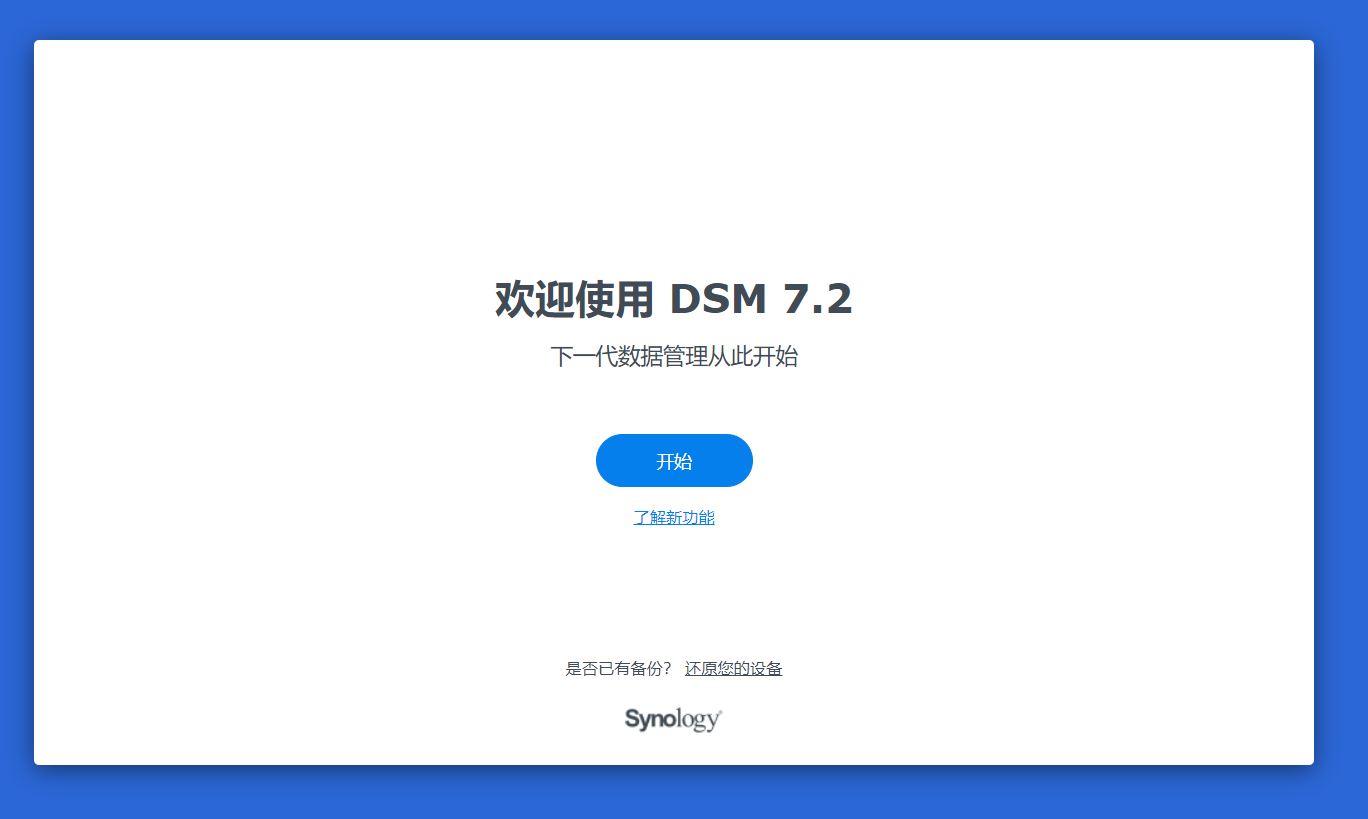 欢迎使用 DSM 7.2
下一代数据管理从此开始
开始
了解新功能
是否已有备份？ 还原您的设备
Synology®